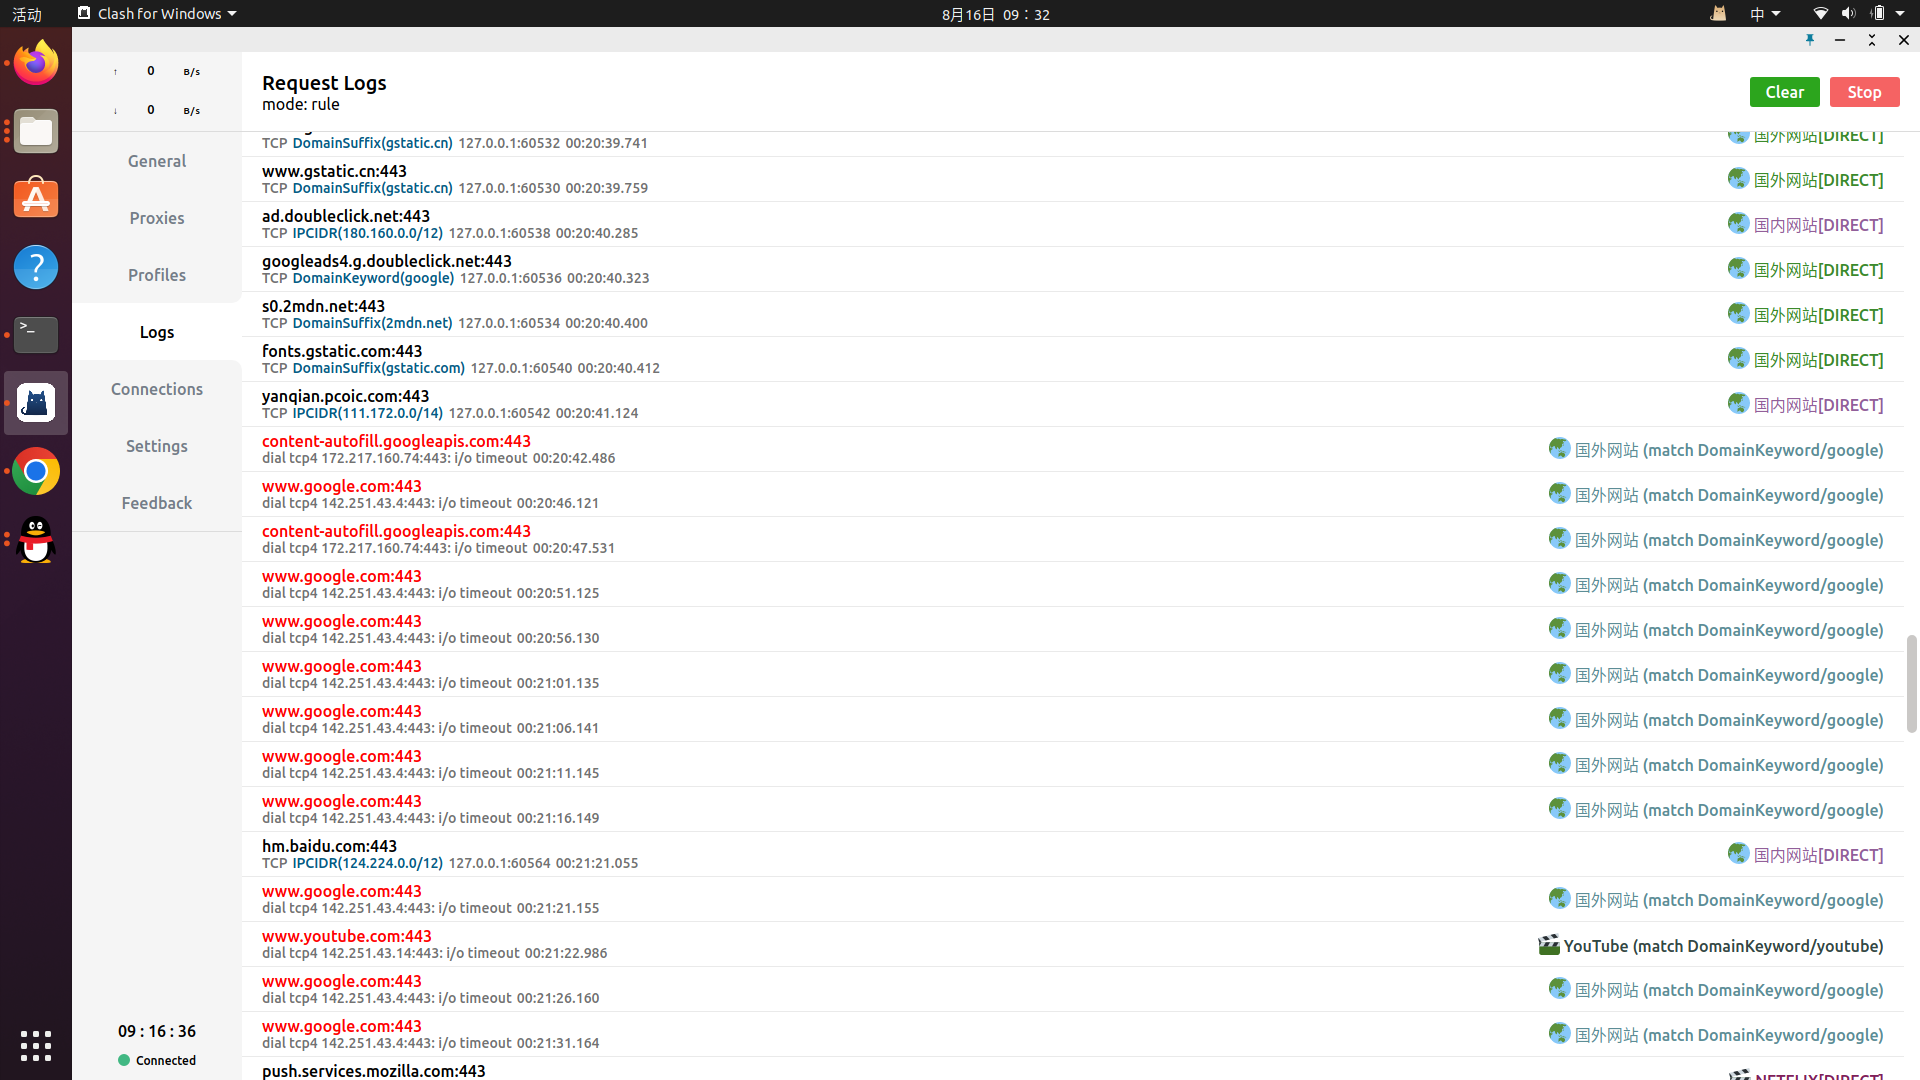 活动 Clash for Windows 8月16日 09：32 中
↑ 0 B/s
↓ 0 B/s
Request Logs
mode: rule
Clear Stop
General
Proxies
Profiles
Logs
Connections
Settings
Feedback
TCP DomainSuffix(gstatic.cn) 127.0.0.1:60532 00:20:39.741 国外网站[DIRECT]
www.gstatic.cn:443
TCP DomainSuffix(gstatic.cn) 127.0.0.1:60530 00:20:39.759 国外网站[DIRECT]
ad.doubleclick.net:443
TCP IPCIDR(180.160.0.0/12) 127.0.0.1:60538 00:20:40.285 国内网站[DIRECT]
googleads4.g.doubleclick.net:443
TCP DomainKeyword(google) 127.0.0.1:60536 00:20:40.323 国外网站[DIRECT]
s0.2mdn.net:443
TCP DomainSuffix(2mdn.net) 127.0.0.1:60534 00:20:40.400 国外网站[DIRECT]
fonts.gstatic.com:443
TCP DomainSuffix(gstatic.com) 127.0.0.1:60540 00:20:40.412 国外网站[DIRECT]
yanqian.pcoic.com:443
TCP IPCIDR(111.172.0.0/14) 127.0.0.1:60542 00:20:41.124 国内网站[DIRECT]
content-autofill.googleapis.com:443
dial tcp4 172.217.160.74:443: i/o timeout 00:20:42.486 国外网站 (match DomainKeyword/google)
www.google.com:443
dial tcp4 142.251.43.4:443: i/o timeout 00:20:46.121 国外网站 (match DomainKeyword/google)
content-autofill.googleapis.com:443
dial tcp4 172.217.160.74:443: i/o timeout 00:20:47.531 国外网站 (match DomainKeyword/google)
www.google.com:443
dial tcp4 142.251.43.4:443: i/o timeout 00:20:51.125 国外网站 (match DomainKeyword/google)
www.google.com:443
dial tcp4 142.251.43.4:443: i/o timeout 00:20:56.130 国外网站 (match DomainKeyword/google)
www.google.com:443
dial tcp4 142.251.43.4:443: i/o timeout 00:21:01.135 国外网站 (match DomainKeyword/google)
www.google.com:443
dial tcp4 142.251.43.4:443: i/o timeout 00:21:06.141 国外网站 (match DomainKeyword/google)
www.google.com:443
dial tcp4 142.251.43.4:443: i/o timeout 00:21:11.145 国外网站 (match DomainKeyword/google)
www.google.com:443
dial tcp4 142.251.43.4:443: i/o timeout 00:21:16.149 国外网站 (match DomainKeyword/google)
hm.baidu.com:443
TCP IPCIDR(124.224.0.0/12) 127.0.0.1:60564 00:21:21.055 国内网站[DIRECT]
www.google.com:443
dial tcp4 142.251.43.4:443: i/o timeout 00:21:21.155 国外网站 (match DomainKeyword/google)
www.youtube.com:443
dial tcp4 142.251.43.14:443: i/o timeout 00:21:22.986 YouTube (match DomainKeyword/youtube)
www.google.com:443
dial tcp4 142.251.43.4:443: i/o timeout 00:21:26.160 国外网站 (match DomainKeyword/google)
www.google.com:443
dial tcp4 142.251.43.4:443: i/o timeout 00:21:31.164 国外网站 (match DomainKeyword/google)
push.services.mozilla.com:443 NETFLIX[DIRECT]
09 : 16 : 36
Connected